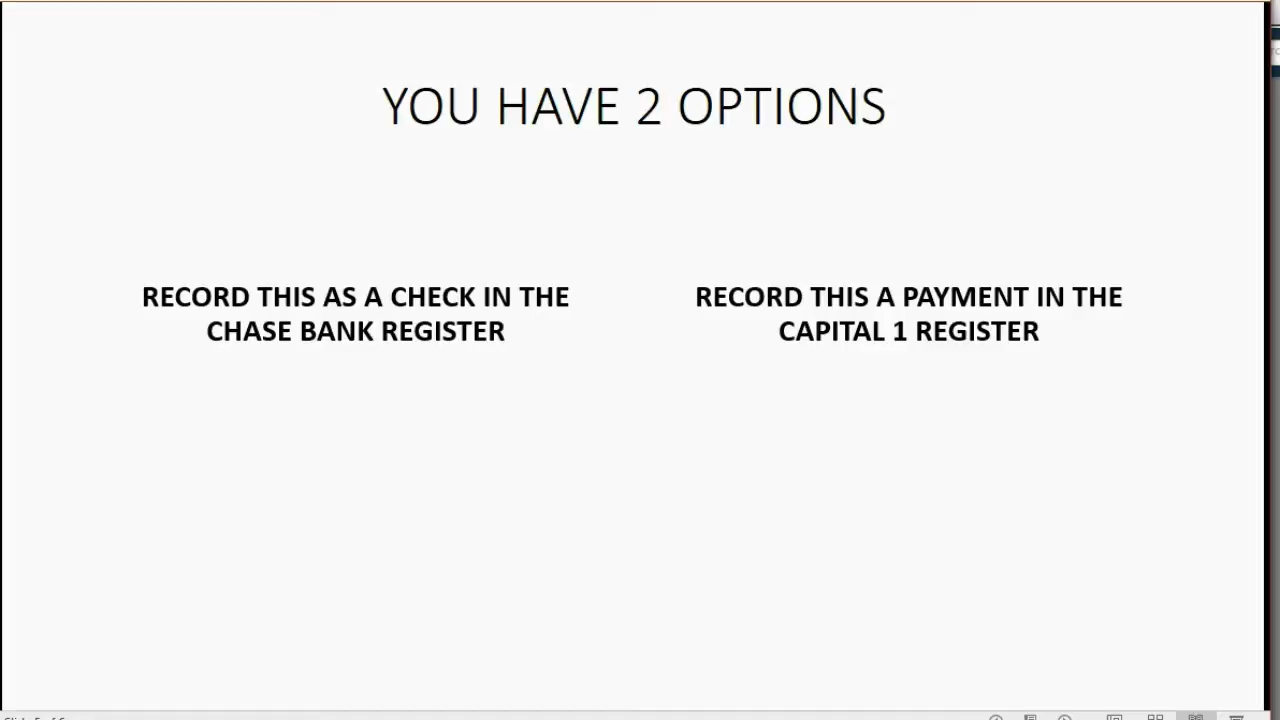 YOU HAVE 2 OPTIONS
RECORD THIS AS A CHECK IN THE
CHASE BANK REGISTER
RECORD THIS A PAYMENT IN THE
CAPITAL 1 REGISTER